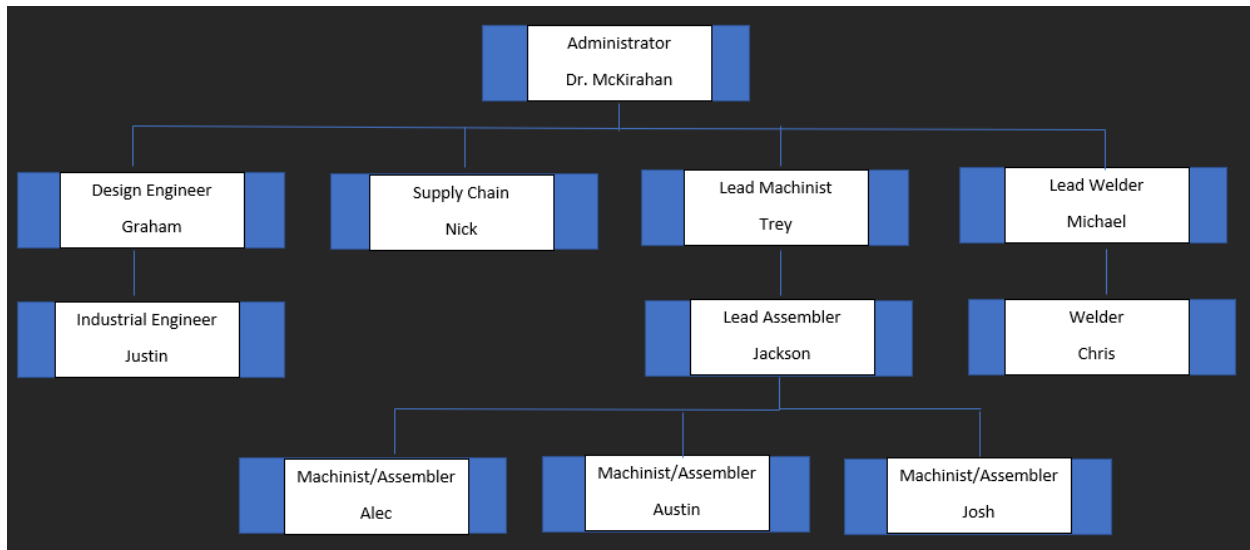 Administrator
Dr. McKirahan
Design Engineer
Graham
Supply Chain
Nick
Lead Machinist
Trey
Lead Welder
Michael
Industrial Engineer
Justin
Lead Assembler
Jackson
Welder
Chris
Machinist/Assembler
Alec
Machinist/Assembler
Austin
Machinist/Assembler
Josh